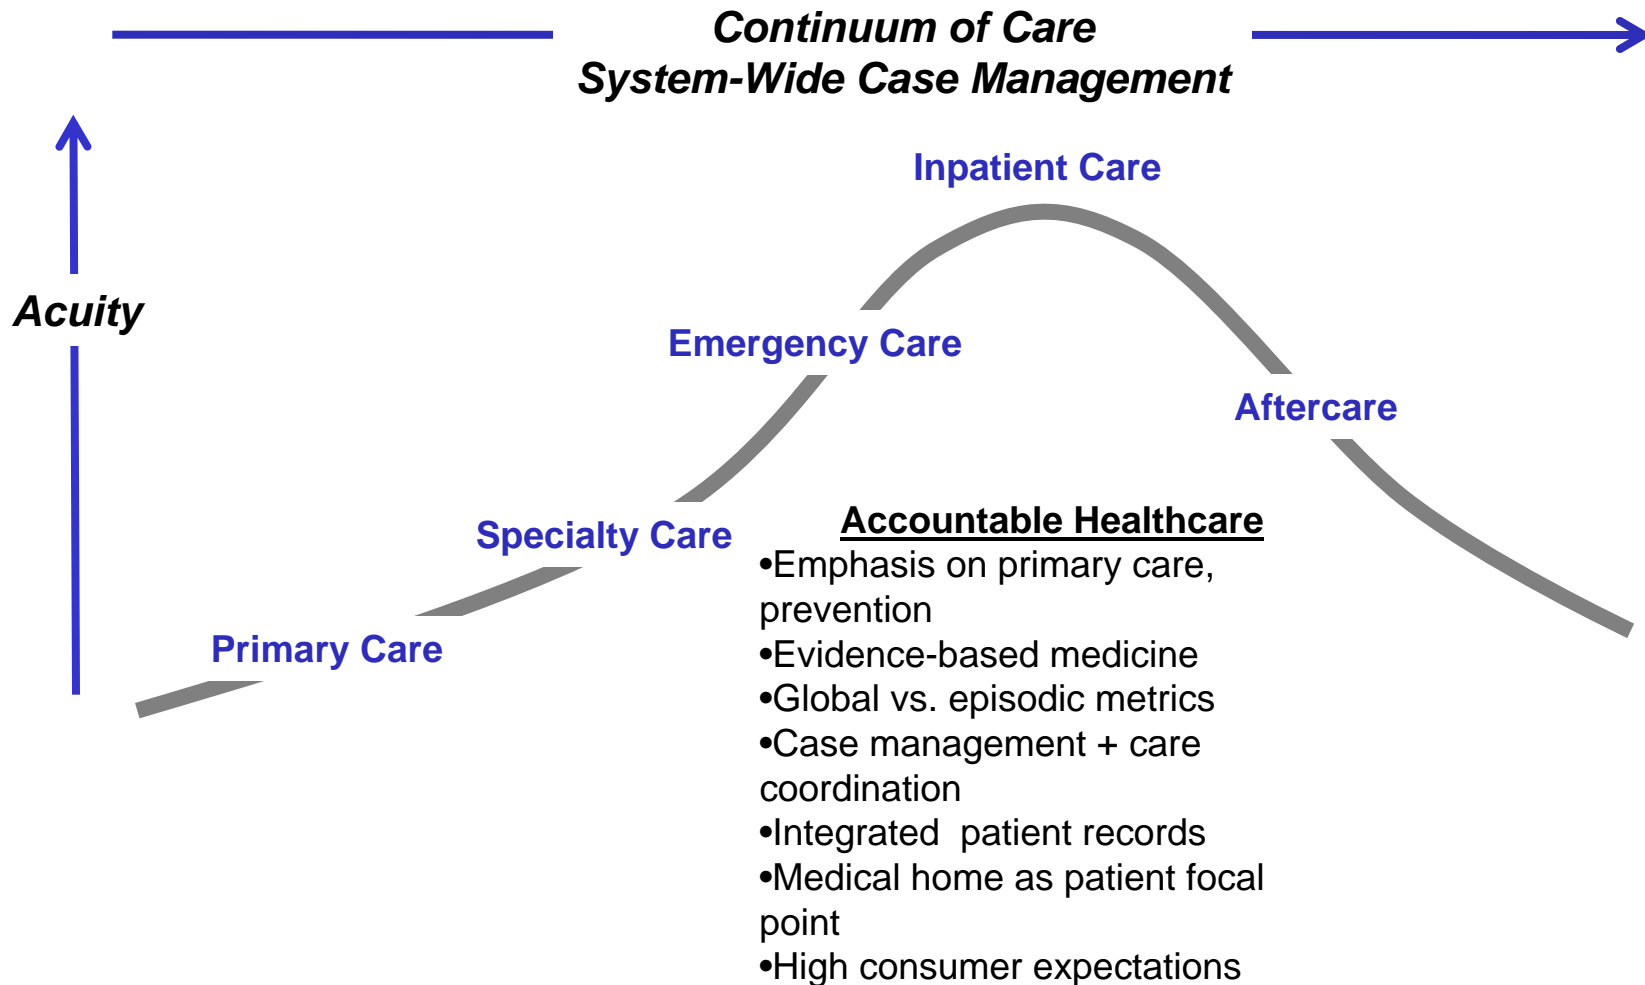 Continuum of Care
System-Wide Case Management
Inpatient Care
Acuity
Emergency Care
Aftercare
Specialty Care
Primary Care
Accountable Healthcare
•Emphasis on primary care,
prevention
•Evidence-based medicine
•Global vs. episodic metrics
•Case management + care
coordination
•Integrated  patient records
•Medical home as patient focal
point
•High consumer expectations